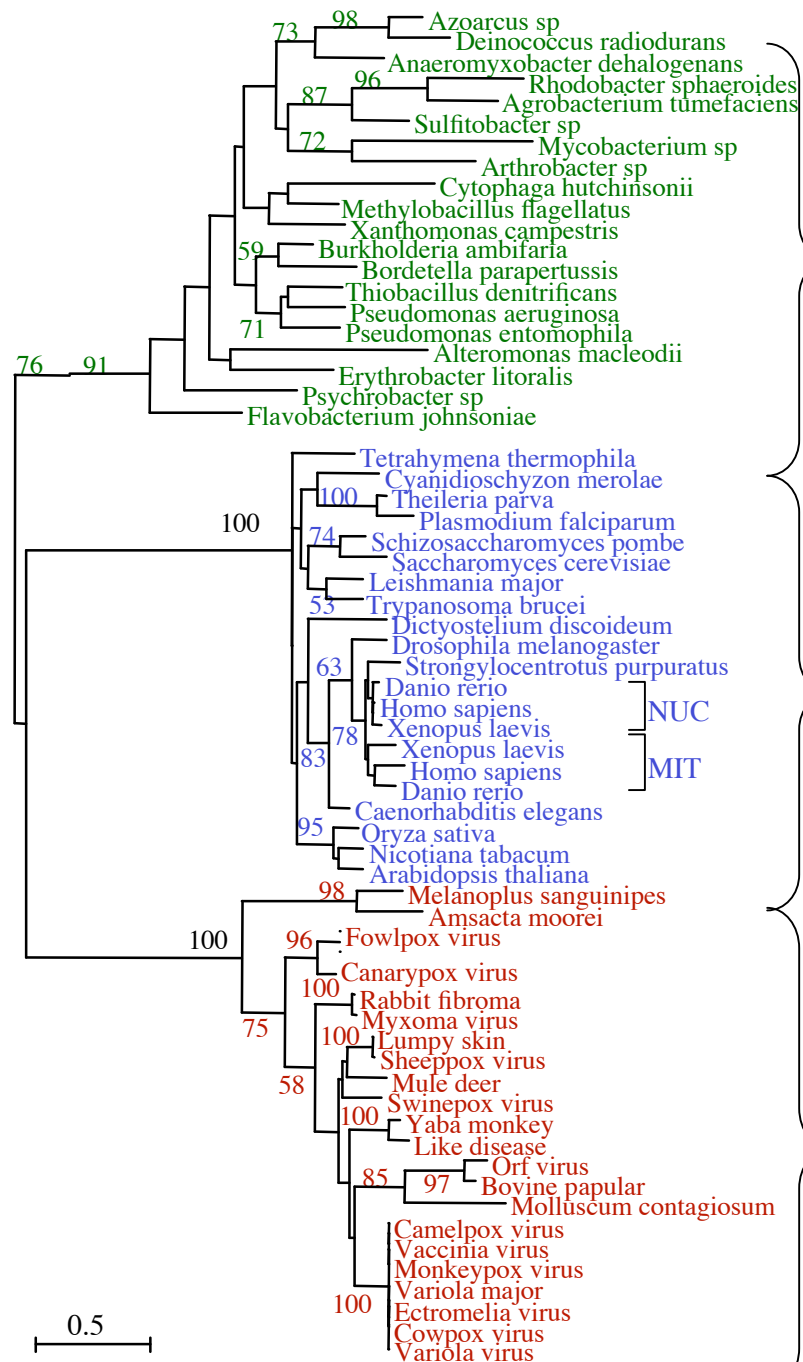 98
Azoarcus sp
73
Deinococcus radiodurans
Anaeromyxobacter dehalogenans
96
Rhodobacter sphaeroides
87
Agrobacterium tumefaciens
Sulfitobacter sp
72
Mycobacterium sp
Arthrobacter sp
Cytophaga hutchinsonii
Methylobacillus flagellatus
Xanthomonas campestris
59
Burkholderia ambifaria
Bordetella parapertussis
Thiobacillus denitrificans
Pseudomonas aeruginosa
71
Pseudomonas entomophila
Alteromonas macleodii
76
91
Erythrobacter litoralis
Psychrobacter sp
Flavobacterium johnsoniae
Tetrahymena thermophila
Cyanidioschyzon merolae
100
Theileria parva
100
Plasmodium falciparum
74
Schizosaccharomyces pombe
Saccharomyces cerevisiae
Leishmania major
53
Trypanosoma brucei
Dictyostelium discoideum
Drosophila melanogaster
63
Strongylocentrotus purpuratus
Danio rerio
Homo sapiens
NUC
78
Xenopus laevis
Xenopus laevis
83
Homo sapiens
MIT
Danio rerio
Caenorhabditis elegans
95
Oryza sativa
Nicotiana tabacum
Arabidopsis thaliana
98
Melanoplus sanguinipes
Amsacta moorei
100
96
Fowlpox virus
Canarypox virus
100
Rabbit fibroma
75
Myxoma virus
100
Lumpy skin
Sheeppox virus
58
Mule deer
Swinepox virus
100
Yaba monkey
Like disease
Orf virus
85
97
Bovine papular
Molluscum contagiosum
Camelpox virus
Vaccinia virus
Monkeypox virus
Variola major
100
Ectromelia virus
Cowpox virus
Variola virus
0.5